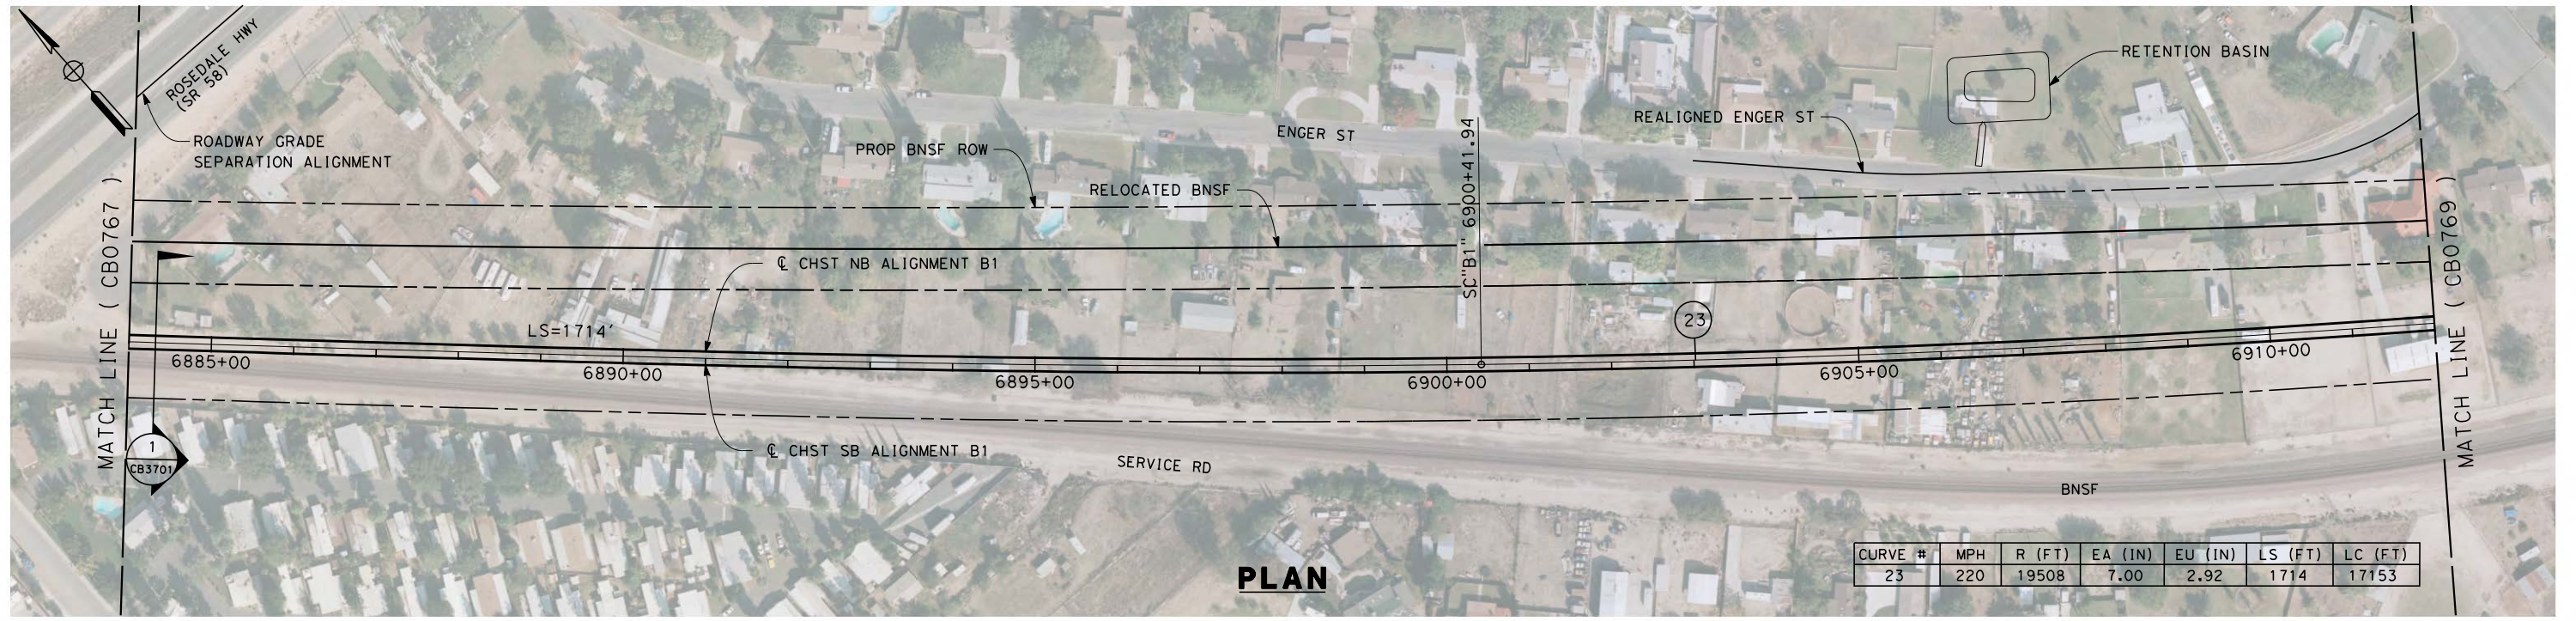 ROSEDALE HWY
(SR 58)
ROADWAY GRADE
SEPARATION ALIGNMENT
MATCH LINE ( CB0767 )
PROP BNSF ROW
ENGER ST
RELOCATED BNSF
SC"B1" 6900+41.94
REALIGNED ENGER ST
RETENTION BASIN
MATCH LINE ( CB0769 )
℄ CHST NB ALIGNMENT B1
LS=1714'
23
6885+00
6890+00
6895+00
6900+00
6905+00
6910+00
1
CB3701
℄ CHST SB ALIGNMENT B1
SERVICE RD
BNSF
PLAN
CURVE # MPH R (FT) EA (IN) EU (IN) LS (FT) LC (FT)
23 220 19508 7.00 2.92 1714 17153